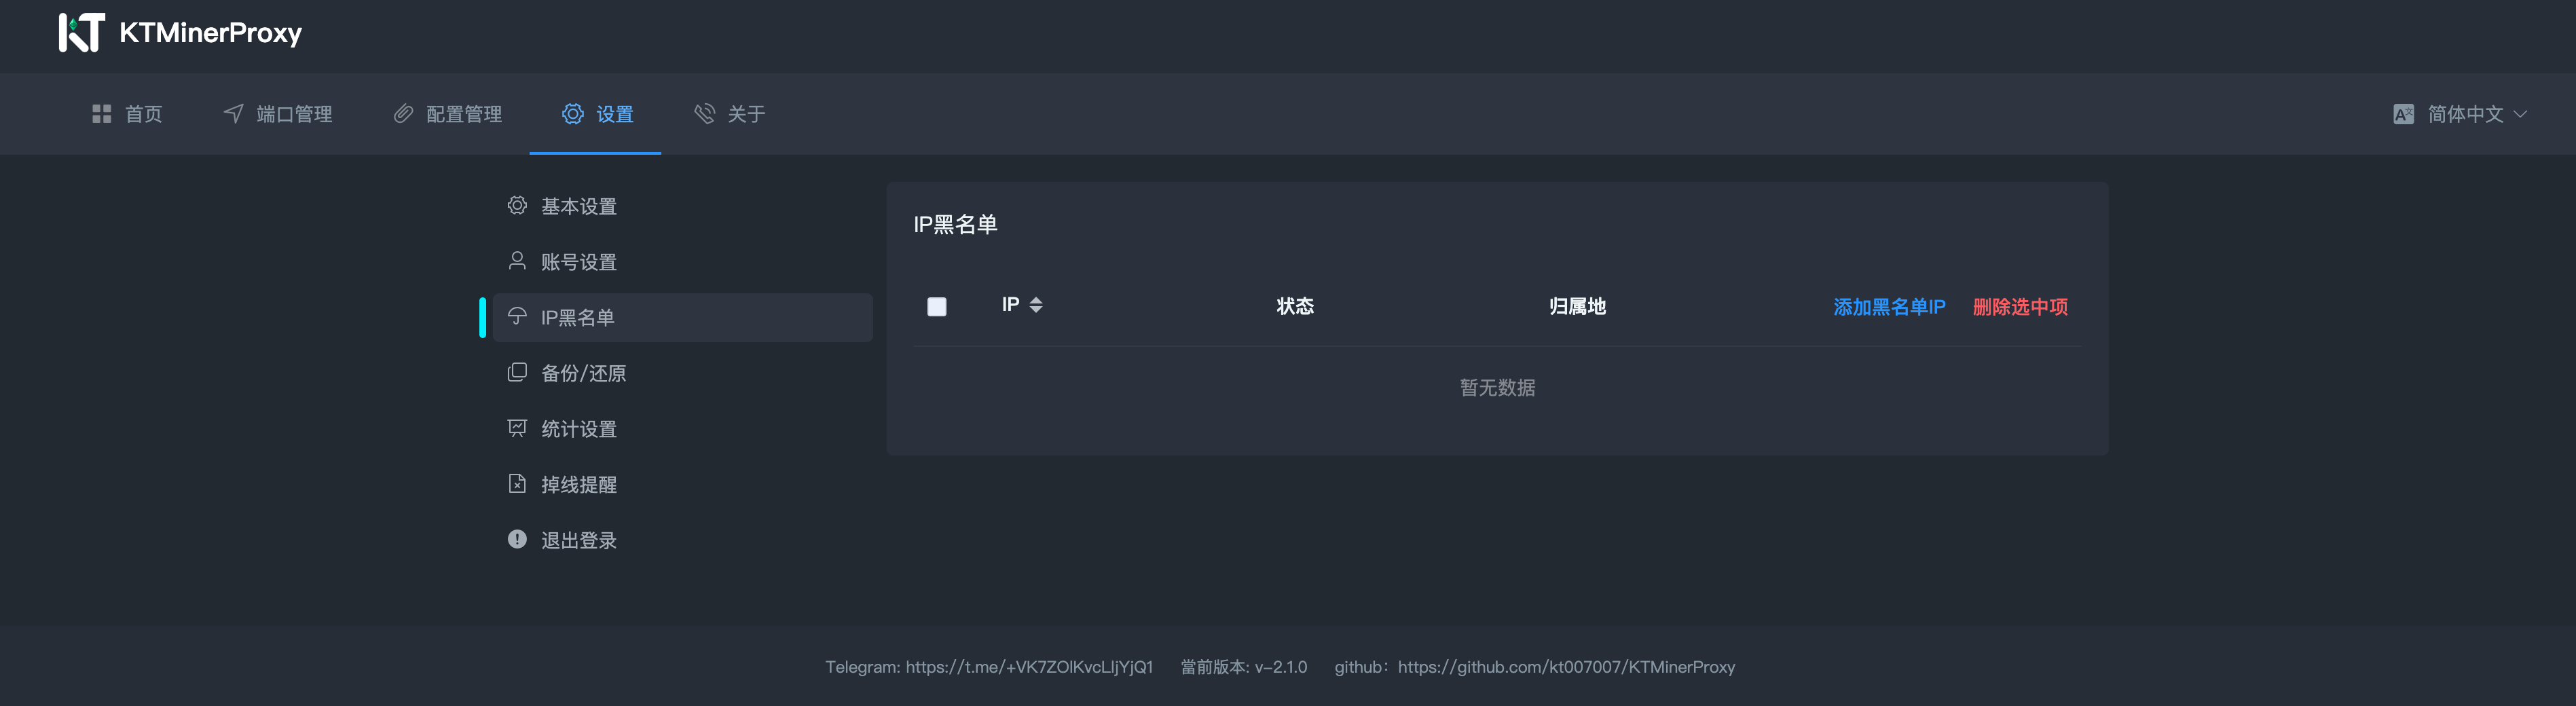 KT KTMinerProxy
首页 端口管理 配置管理 设置 关于 简体中文
基本设置
账号设置
IP黑名单
备份/还原
统计设置
掉线提醒
退出登录
IP黑名单
IP 状态 归属地 添加黑名单IP 删除选中项
暂无数据
Telegram: https://t.me/+VK7ZOlKvcLljYjQ1 當前版本: v-2.1.0 github：https://github.com/kt007007/KTMinerProxy